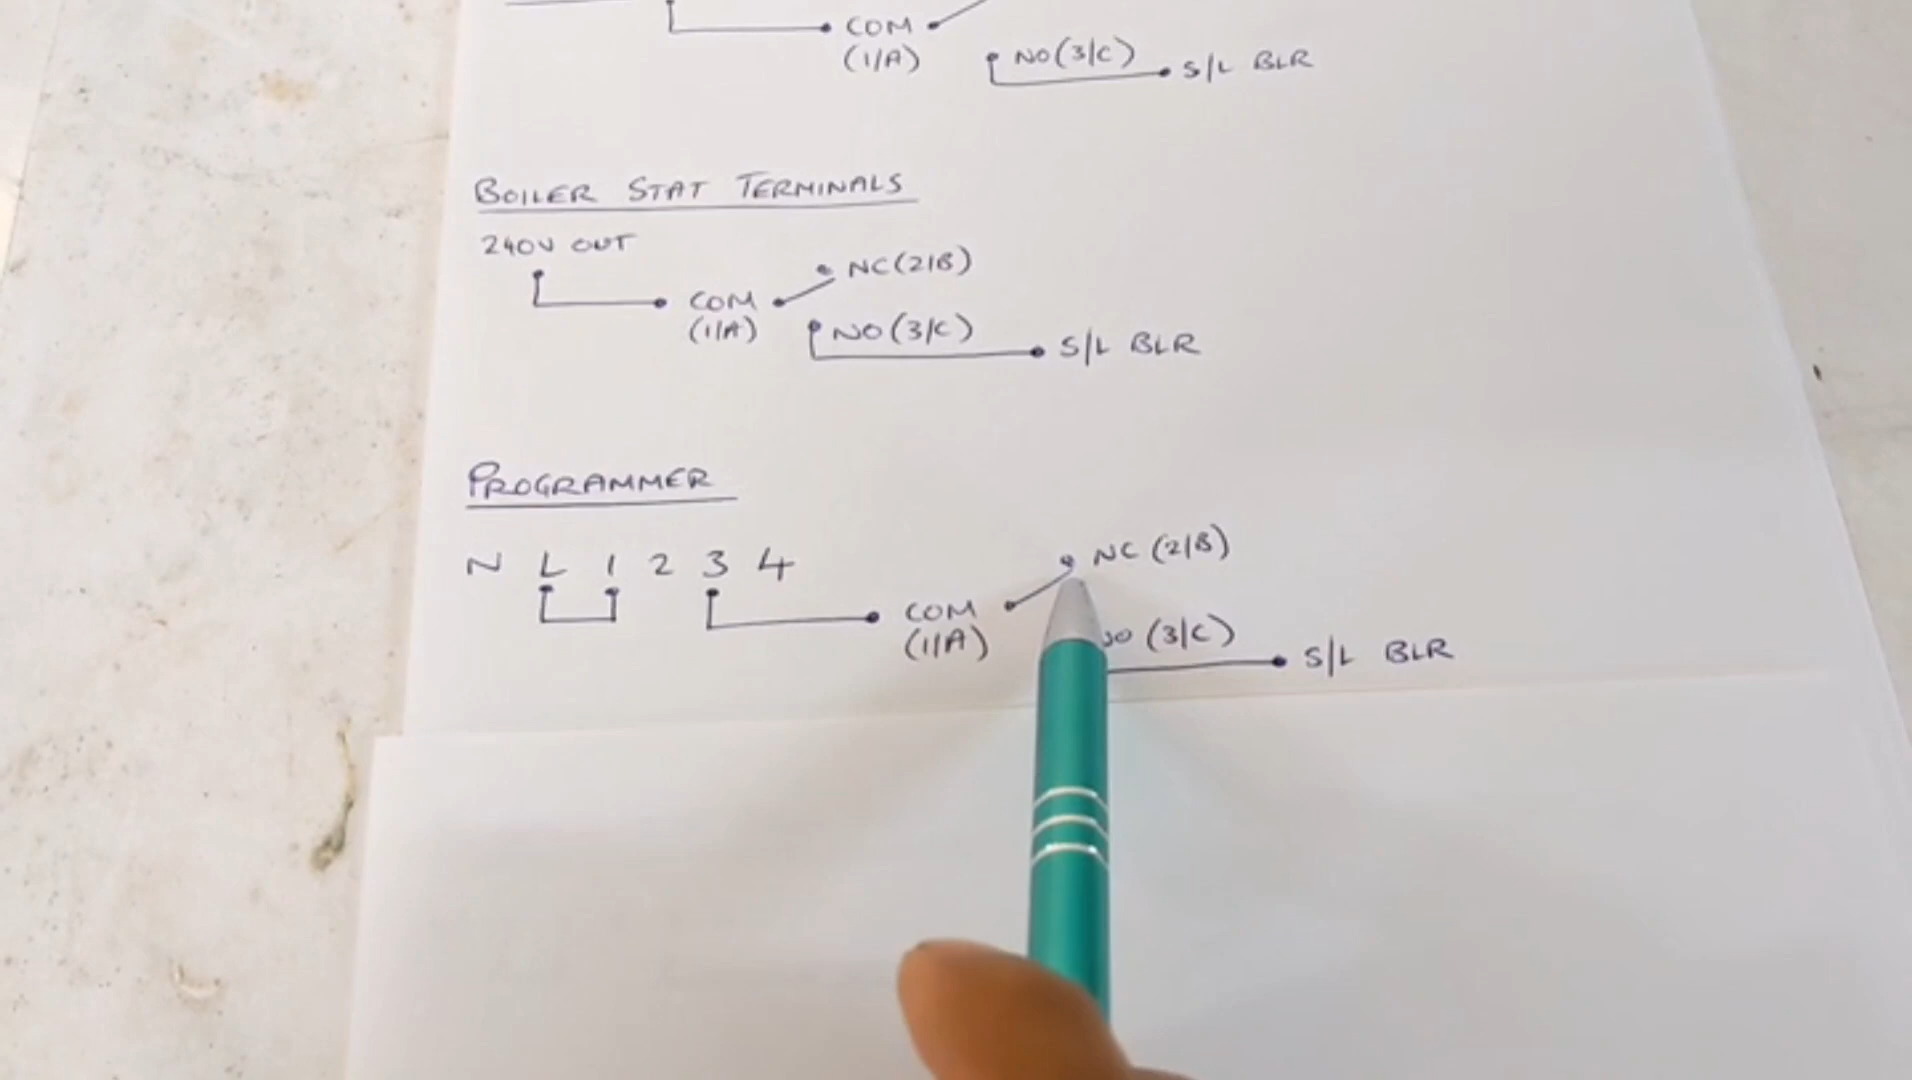 COM
(1/A)
NO (3/C)
S/L BLR
BOILER STAT TERMINALS
240V OUT
NC (2/B)
COM
(1/A)
NO (3/C)
S/L BLR
PROGRAMMER
N L 1 2 3 4
NC (2/B)
COM
(1/A)
(3/C)
S/L BLR